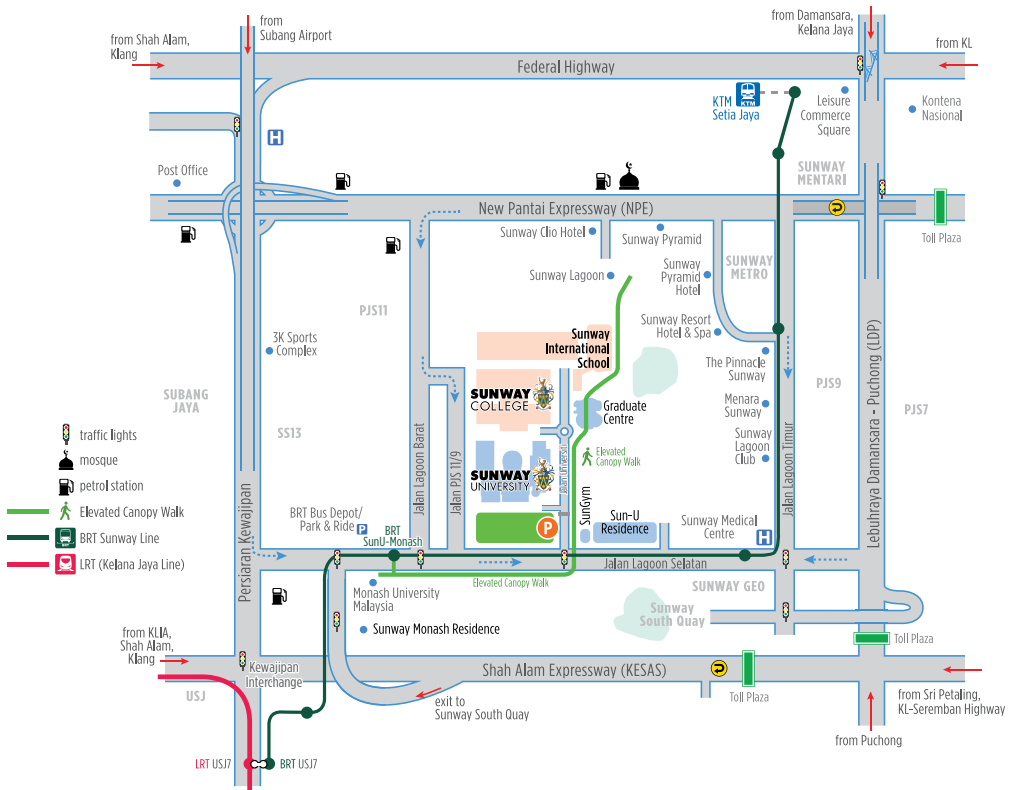 from
Subang Airport
from Damansara,
Kelana Jaya
from Shah Alam,
Klang
from KL
Federal Highway
KTM
Setia Jaya
KTM
Leisure
Commerce
Square
Kontena
Nasional
H
Post Office
SUNWAY
MENTARI
New Pantai Expressway (NPE)
Toll Plaza
Sunway Clio Hotel
Sunway Pyramid
Sunway Lagoon
Sunway
Pyramid
Hotel
SUNWAY
METRO
PJS11
3K Sports
Complex
Sunway
International
School
Sunway Resort
Hotel & Spa
The Pinnacle
Sunway
PJS9
SUBANG
JAYA
SUNWAY
COLLEGE
Graduate
Centre
Menara
Sunway
PJS7
SS13
Sunway
Lagoon
Club
Elevated
Canopy Walk
SUNWAY
UNIVERSITY
Jalan Lagoon Barat
Jalan PJS 11/9
Jalan Universiti
Jalan Lagoon Timur
Lebuhraya Damansara - Puchong (LDP)
Persiaran Kewajipan
traffic lights
mosque
petrol station
Elevated Canopy Walk
BRT Sunway Line
LRT (Kelana Jaya Line)
BRT Bus Depot/
Park & Ride
P
BRT
SunU-Monash
P
SunGym
Sun-U
Residence
Sunway Medical
Centre
H
Jalan Lagoon Selatan
Elevated Canopy Walk
Monash University
Malaysia
SUNWAY GEO
Sunway
South Quay
Sunway Monash Residence
from KLIA,
Shah Alam,
Klang
Toll Plaza
Kewajipan
Interchange
Shah Alam Expressway (KESAS)
USJ
Toll Plaza
exit to
Sunway South Quay
from Sri Petaling,
KL-Seremban Highway
from Puchong
LRT USJ7
BRT USJ7